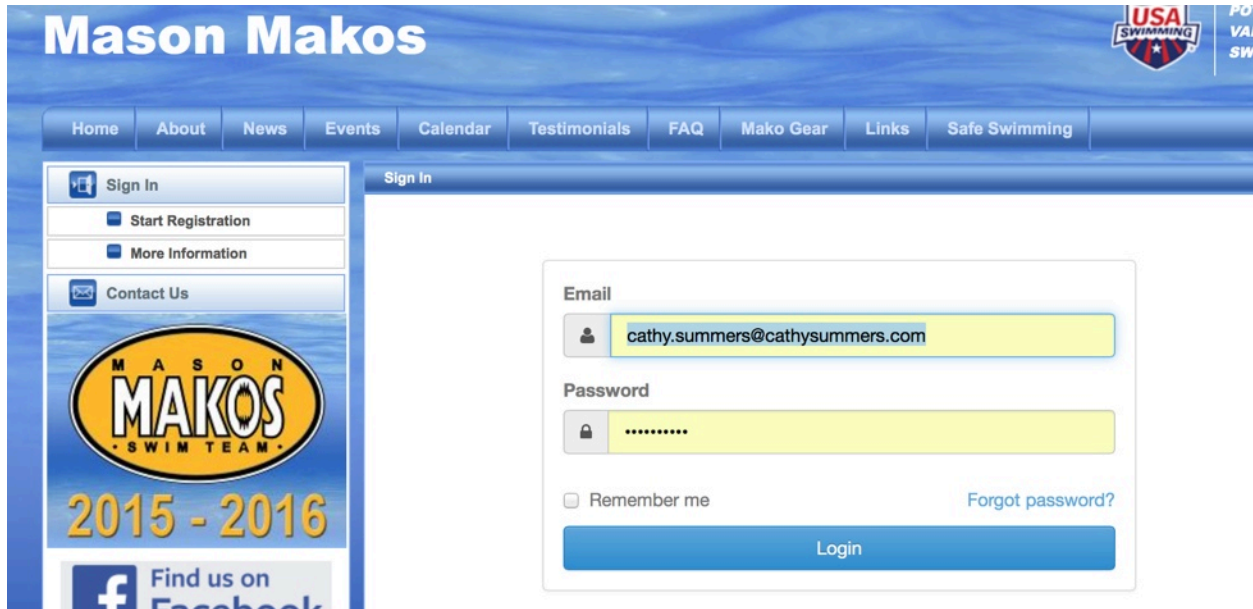 Mason Makos
USA
SWIMMING
Home About News Events Calendar Testimonials FAQ Mako Gear Links Safe Swimming
Sign In
Start Registration
More Information
Contact Us
MASON
MAKOS
· SWIM TEAM ·
2015 - 2016
Find us on
Facebook
Sign In
Email
cathy.summers@cathysummers.com
Password
••••••••••
Remember me Forgot password?
Login